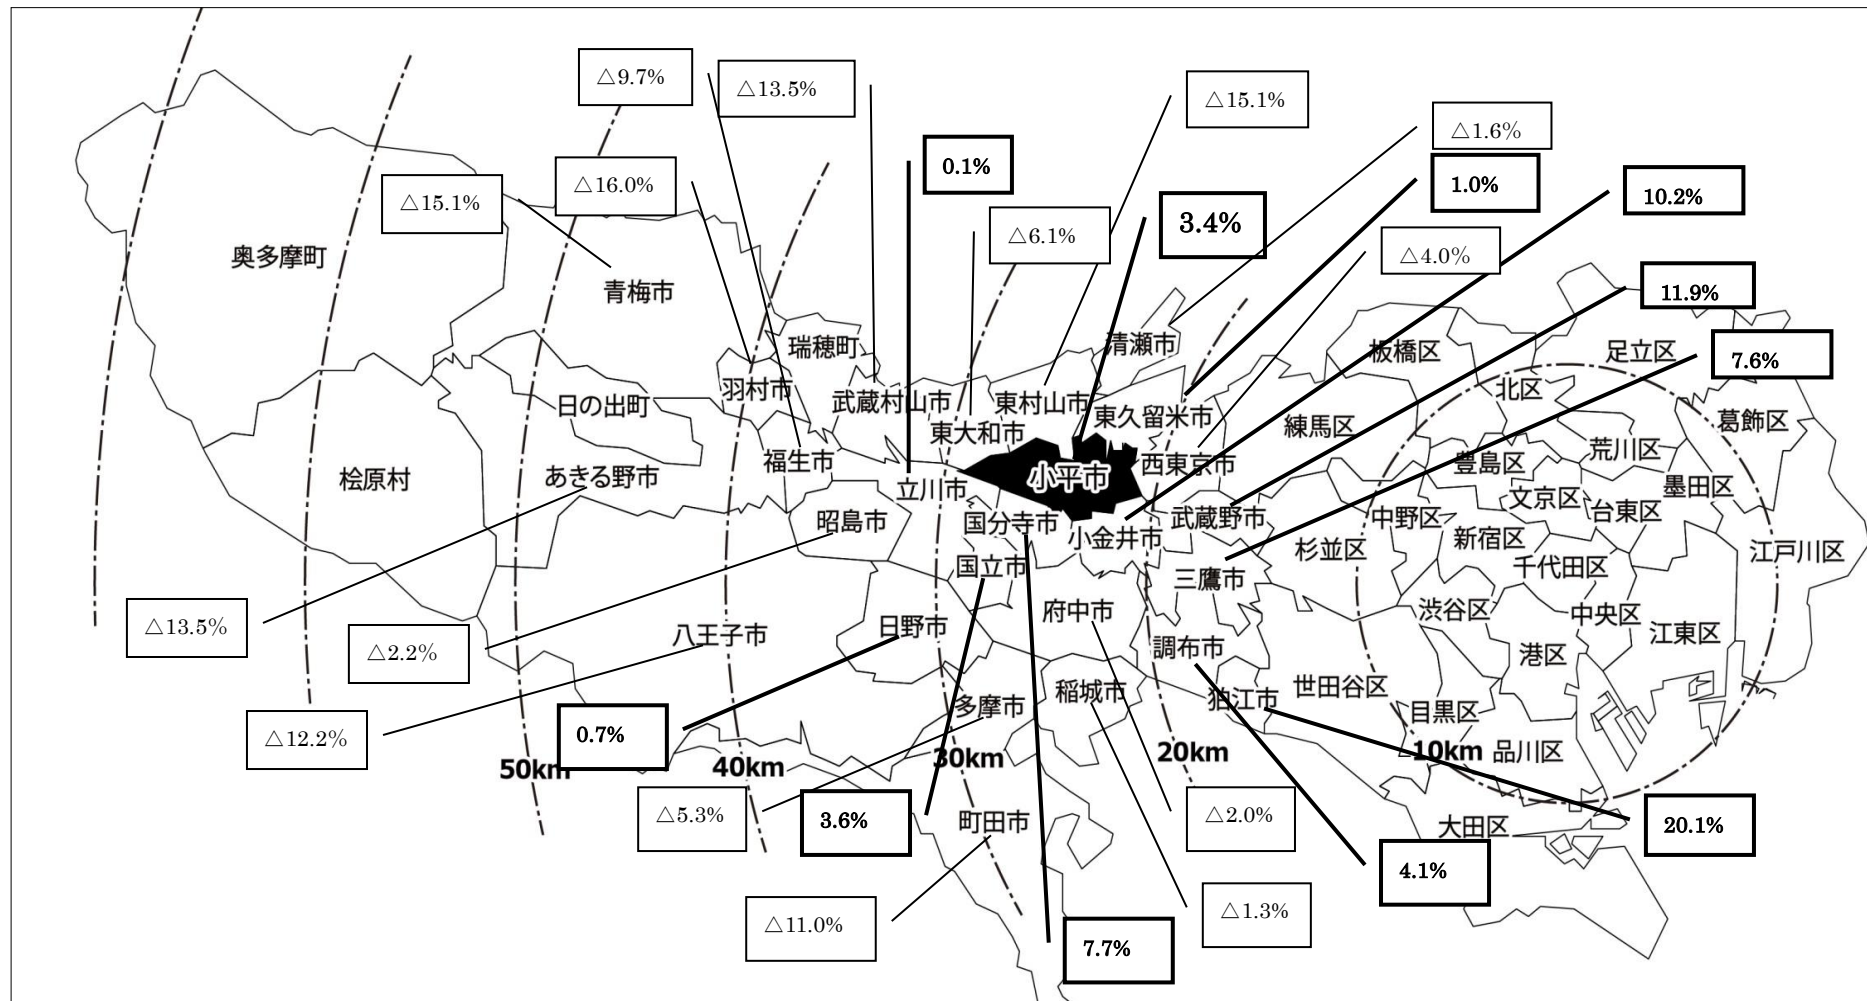 △9.7%
△13.5%
△15.1%
△1.6%
0.1%
1.0%
10.2%
△15.1%
△16.0%
△6.1%
3.4%
△4.0%
11.9%
7.6%
奥多摩町
青梅市
瑞穂町
清瀬市
板橋区
足立区
羽村市
日の出町
武蔵村山市
東村山市
東久留米市
東大和市
練馬区
北区
葛飾区
荒川区
豊島区
桧原村
あきる野市
福生市
立川市
小平市
西東京市
墨田区
文京区
台東区
昭島市
国分寺市
小金井市
武蔵野市
中野区
新宿区
杉並区
江戸川区
国立市
三鷹市
千代田区
府中市
渋谷区
中央区
江東区
八王子市
日野市
調布市
港区
△13.5%
△2.2%
多摩市
稲城市
狛江市
世田谷区
目黒区
品川区
△12.2%
0.7%
50km
40km
30km
20km
10km
△5.3%
3.6%
町田市
△2.0%
大田区
20.1%
4.1%
△11.0%
△1.3%
7.7%